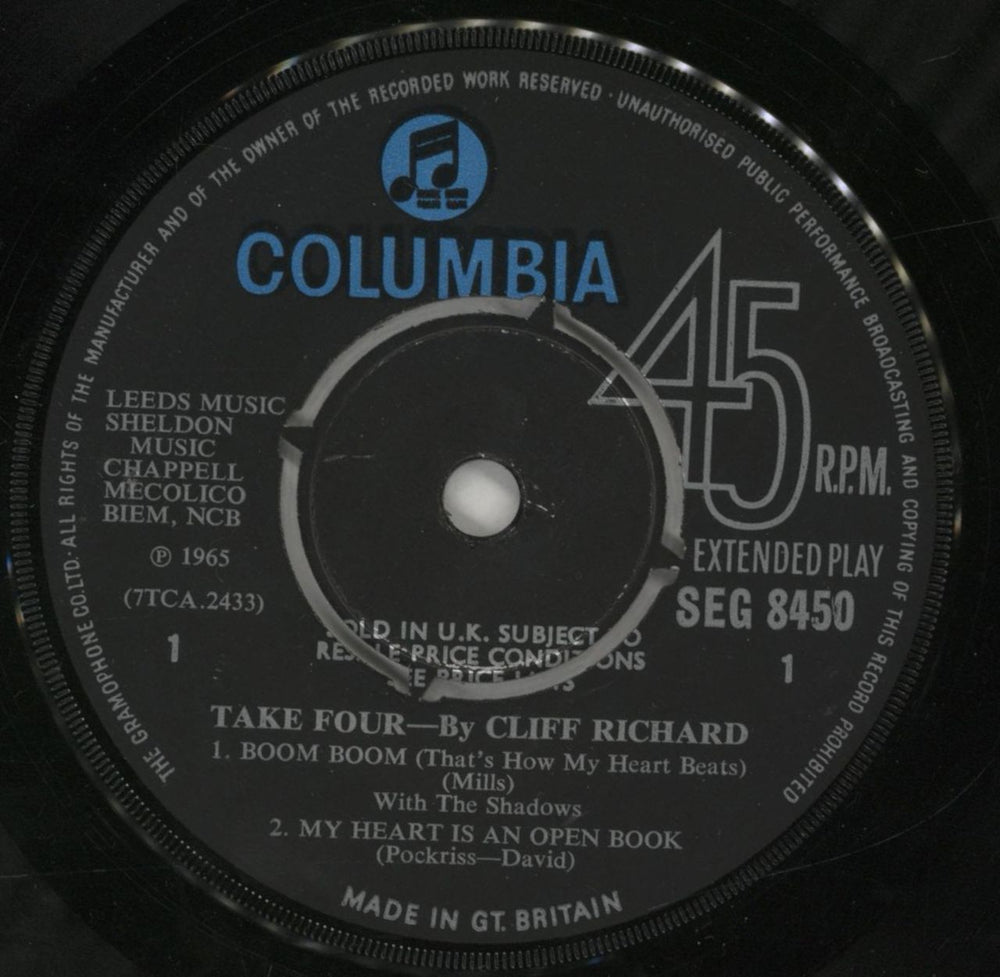 THE GRAMOPHONE CO.LTD. · ALL RIGHTS OF THE MANUFACTURER AND OF THE OWNER OF THE RECORDED WORK RESERVED · UNAUTHORISED PUBLIC PERFORMANCE BROADCASTING AND COPYING OF THIS RECORD PROHIBITED
COLUMBIA
45
R.P.M.
EXTENDED PLAY
SEG 8450
1
LEEDS MUSIC
SHELDON
MUSIC
CHAPPELL
MECOLICO
BIEM, NCB
℗ 1965
(7TCA.2433)
1
IN U.K. SUBJECT
PRICE
PRICE
TAKE FOUR—By CLIFF RICHARD
1. BOOM BOOM (That's How My Heart Beats)
(Mills)
With The Shadows
2. MY HEART IS AN OPEN BOOK
(Pockriss—David)
MADE IN GT. BRITAIN